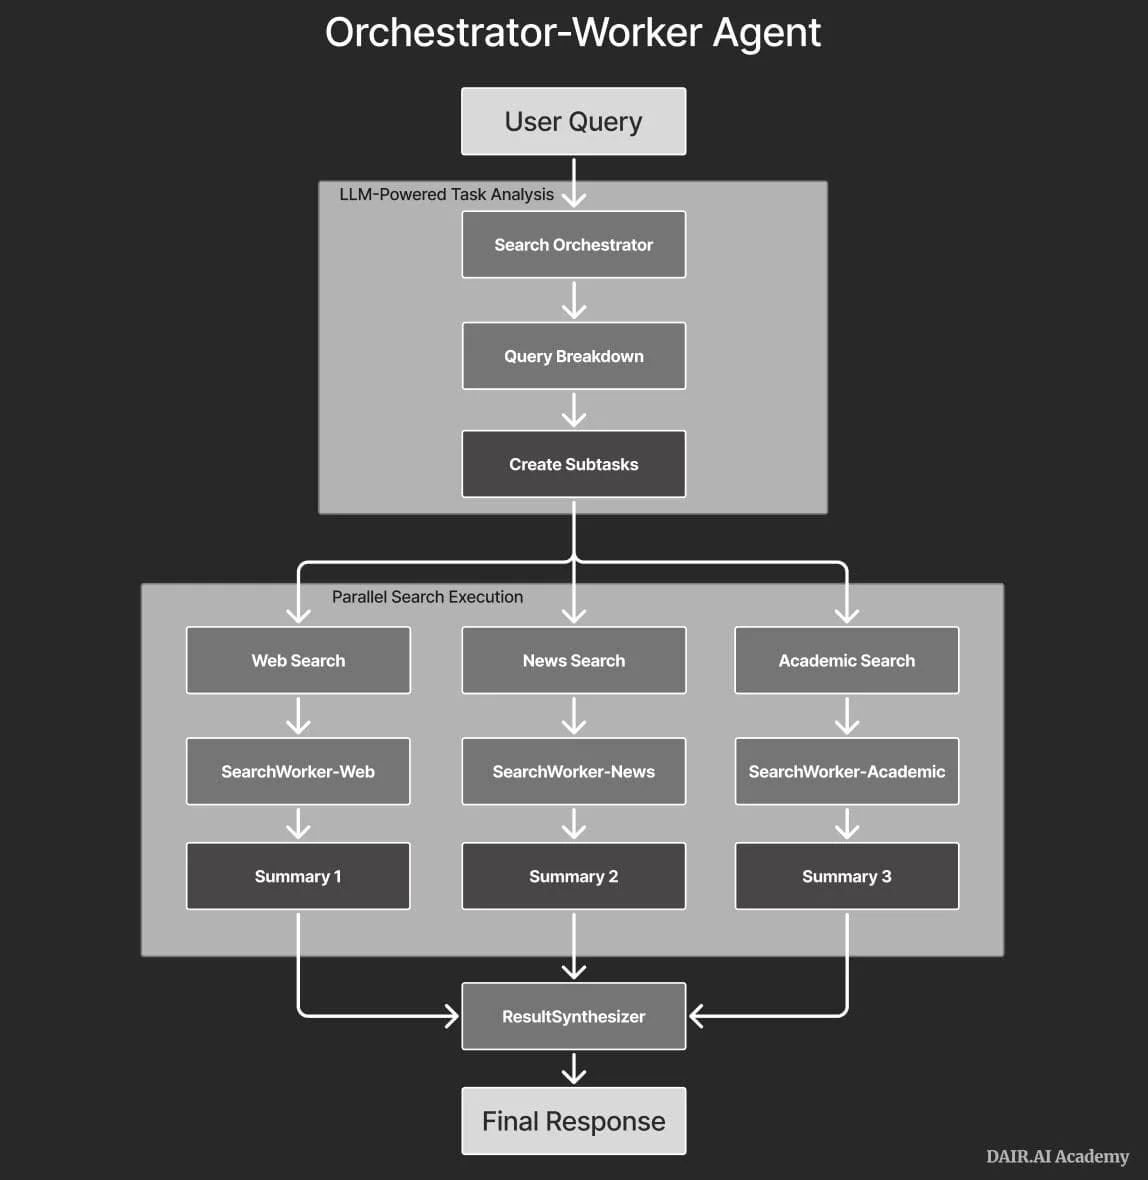 Orchestrator-Worker Agent
User Query
LLM-Powered Task Analysis
Search Orchestrator
Query Breakdown
Create Subtasks
Parallel Search Execution
Web Search
News Search
Academic Search
SearchWorker-Web
SearchWorker-News
SearchWorker-Academic
Summary 1
Summary 2
Summary 3
ResultSynthesizer
Final Response
DAIR.AI Academy